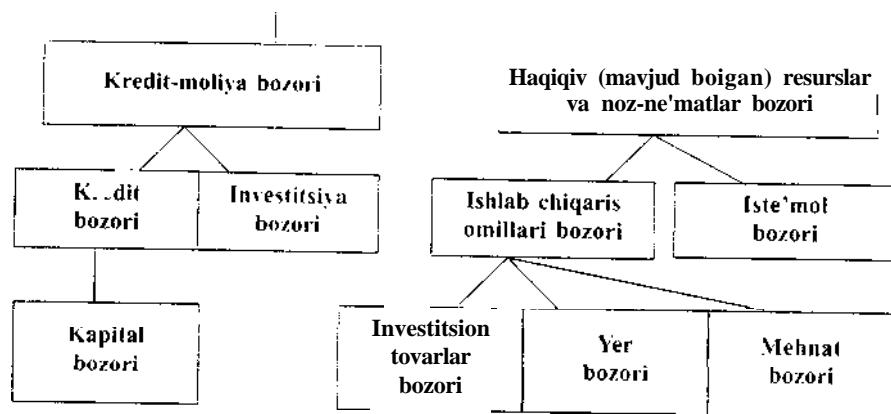 Kredit-moliya bozori
Haqiqiv (mavjud boigan) resurslar
va noz-ne'matlar bozori
bozori
Investitsiya
bozori
Ishlab chiqaris
omillari bozori
Iste'mol
bozori
Kapital
bozori
Investitsion
tovarlar
bozori
Yer
bozori
Mehnat
bozori